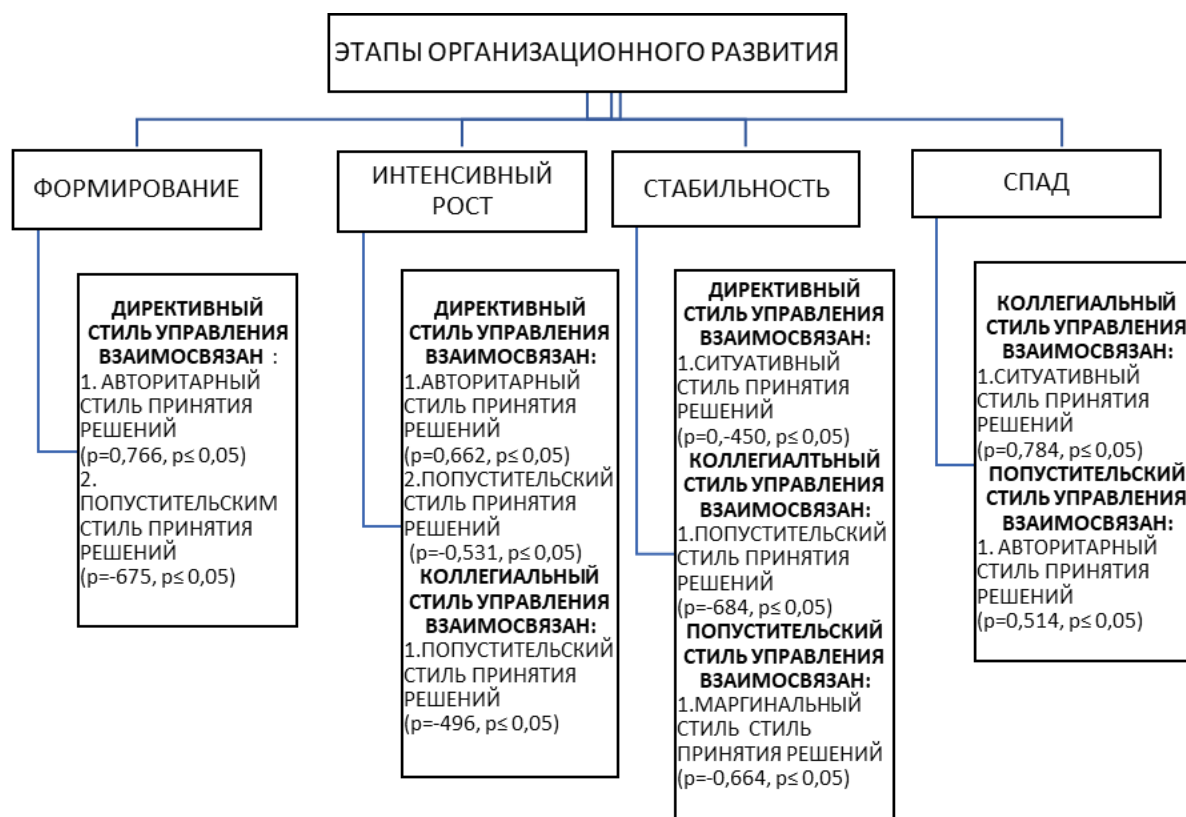 ЭТАПЫ ОРГАНИЗАЦИОННОГО РАЗВИТИЯ
ФОРМИРОВАНИЕ
ДИРЕКТИВНЫЙ
СТИЛЬ УПРАВЛЕНИЯ
ВЗАИМОСВЯЗАН :
1. АВТОРИТАРНЫЙ
СТИЛЬ ПРИНЯТИЯ
РЕШЕНИЙ
(p=0,766, p≤ 0,05)
2.
ПОПУСТИТЕЛЬСКИМ
СТИЛЬ ПРИНЯТИЯ
РЕШЕНИЙ
(p=-675, p≤ 0,05)
ИНТЕНСИВНЫЙ
РОСТ
ДИРЕКТИВНЫЙ
СТИЛЬ УПРАВЛЕНИЯ
ВЗАИМОСВЯЗАН:
1.АВТОРИТАРНЫЙ
СТИЛЬ ПРИНЯТИЯ
РЕШЕНИЙ
(p=0,662, p≤ 0,05)
2.ПОПУСТИТЕЛЬСКИЙ
СТИЛЬ ПРИНЯТИЯ
РЕШЕНИЙ
(p=-0,531, p≤ 0,05)
КОЛЛЕГИАЛЬНЫЙ
СТИЛЬ УПРАВЛЕНИЯ
ВЗАИМОСВЯЗАН:
1.ПОПУСТИТЕЛЬСКИЙ
СТИЛЬ ПРИНЯТИЯ
РЕШЕНИЙ
(p=-496, p≤ 0,05)
СТАБИЛЬНОСТЬ
ДИРЕКТИВНЫЙ
СТИЛЬ УПРАВЛЕНИЯ
ВЗАИМОСВЯЗАН:
1.СИТУАТИВНЫЙ
СТИЛЬ ПРИНЯТИЯ
РЕШЕНИЙ
(p=0,-450, p≤ 0,05)
КОЛЛЕГИАЛТЬНЫЙ
СТИЛЬ УПРАВЛЕНИЯ
ВЗАИМОСВЯЗАН:
1.ПОПУСТИТЕЛЬСКИЙ
СТИЛЬ ПРИНЯТИЯ
РЕШЕНИЙ
(p=-684, p≤ 0,05)
ПОПУСТИТЕЛЬСКИЙ
СТИЛЬ УПРАВЛЕНИЯ
ВЗАИМОСВЯЗАН:
1.МАРГИНАЛЬНЫЙ
СТИЛЬ СТИЛЬ
ПРИНЯТИЯ РЕШЕНИЙ
(p=-0,664, p≤ 0,05)
СПАД
КОЛЛЕГИАЛЬНЫЙ
СТИЛЬ УПРАВЛЕНИЯ
ВЗАИМОСВЯЗАН:
1.СИТУАТИВНЫЙ
СТИЛЬ ПРИНЯТИЯ
РЕШЕНИЙ
(p=0,784, p≤ 0,05)
ПОПУСТИТЕЛЬСКИЙ
СТИЛЬ УПРАВЛЕНИЯ
ВЗАИМОСВЯЗАН:
1. АВТОРИТАРНЫЙ
СТИЛЬ ПРИНЯТИЯ
РЕШЕНИЙ
(p=0,514, p≤ 0,05)